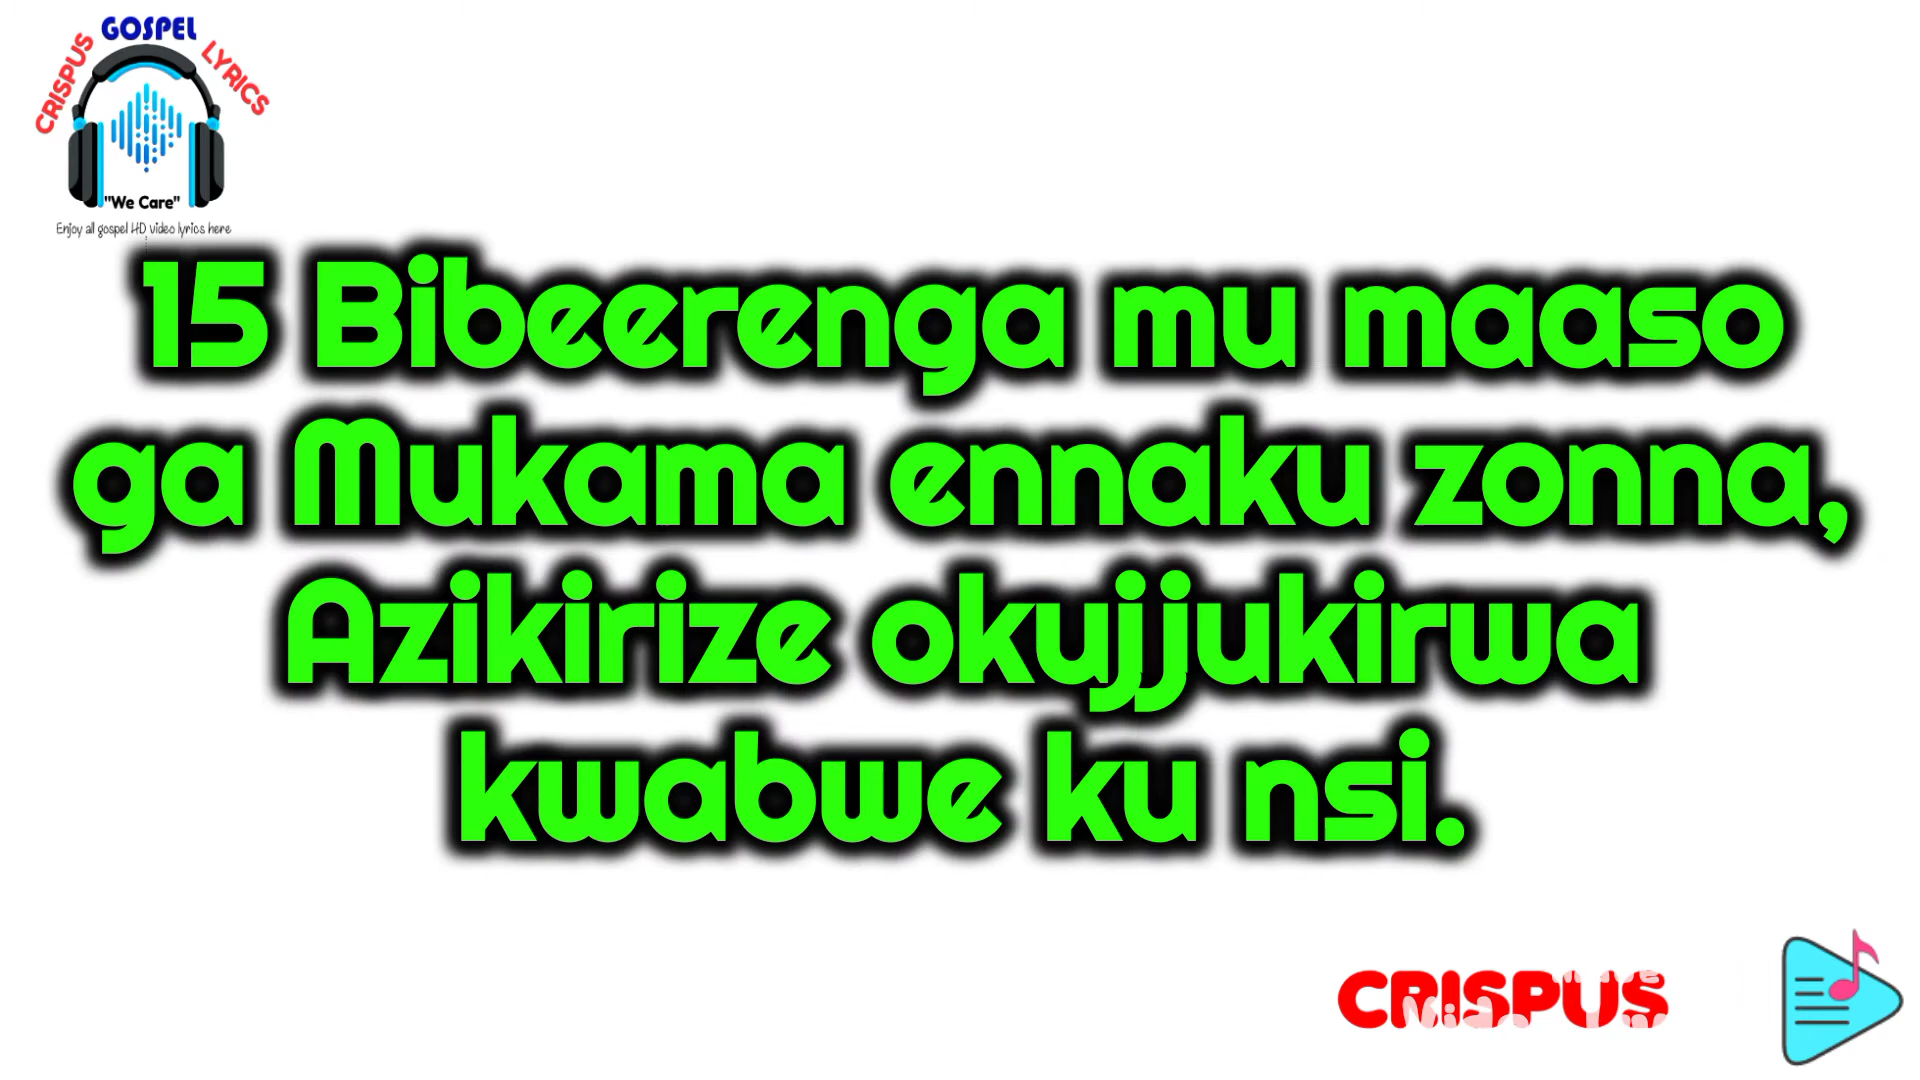 CRISPUS GOSPEL LYRICS
"We Care"
Enjoy all gospel HD video lyrics here
15 Bibeerenga mu maaso
ga Mukama ennaku zonna,
Azikirize okujjukirwa
kwabwe ku nsi.
CRISPUS